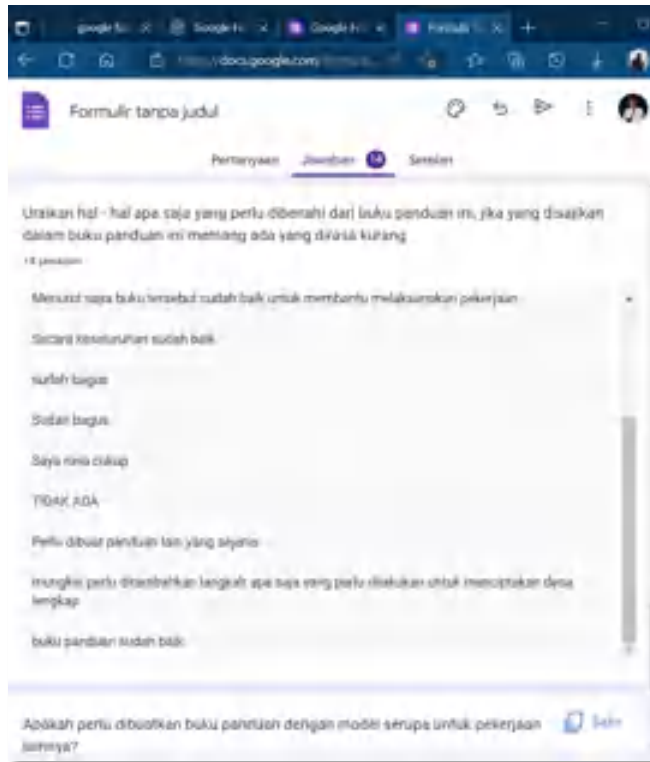 docs.google.com
Formulir tanpa judul
Pertanyaan Jawaban 14 Setelan
Uraikan hal - hal apa saja yang perlu dibenahi dari buku panduan ini, jika yang disajikan
dalam buku panduan ini memang ada yang dirasa kurang
Menurut saya buku tersebut sudah baik untuk membantu melaksanakan pekerjaan
Secara keseluruhan sudah baik
sudah bagus
Sudah bagus
Saya rasa cukup
TIDAK ADA
Perlu dibuat panduan lain yang
mungkin perlu ditambahkan langkah apa saja yang perlu dilakukan untuk menciptakan desa
lengkap
buku panduan sudah baik
Apakah perlu dibuatkan buku panduan dengan model serupa untuk pekerjaan
lainnya?